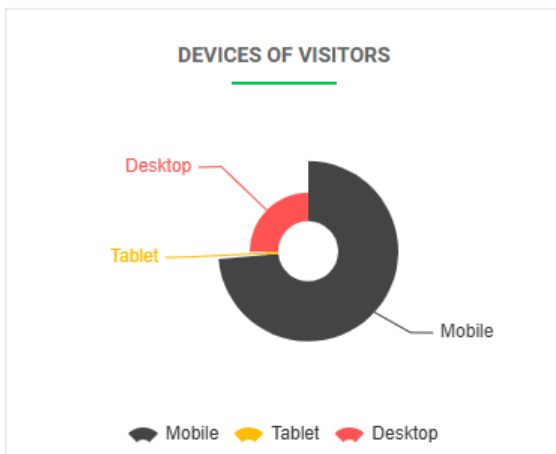 DEVICES OF VISITORS
Desktop
Tablet
Mobile
Mobile Tablet Desktop